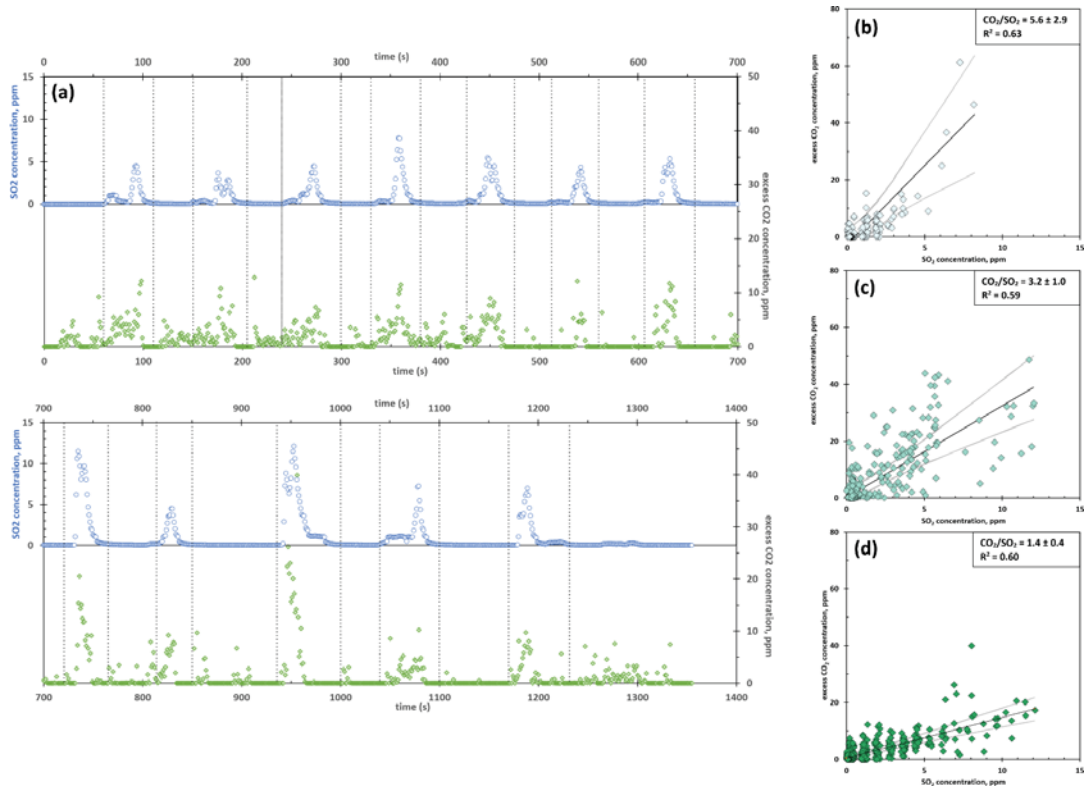 time (s)
0 100 200 300 400 500 600 700
(a)
SO2 concentration, ppm
15
10
5
0
50
40
30
20
10
0
excess CO2 concentration, ppm
0 100 200 300 400 500 600 700
time (s)
time (s)
700 800 900 1000 1100 1200 1300 1400
SO2 concentration, ppm
15
10
5
0
50
40
30
20
10
0
excess CO2 concentration, ppm
700 800 900 1000 1100 1200 1300 1400
time (s)
(b)
CO₂/SO₂ = 5.6 ± 2.9
R² = 0.63
excess CO₂ concentration, ppm
80
60
40
20
0
0 5 10 15
SO₂ concentration, ppm
(c)
CO₂/SO₂ = 3.2 ± 1.0
R² = 0.59
excess CO₂ concentration, ppm
80
60
40
20
0
0 5 10 15
SO₂ concentration, ppm
(d)
CO₂/SO₂ = 1.4 ± 0.4
R² = 0.60
excess CO₂ concentration, ppm
80
60
40
20
0
0 5 10 15
SO₂ concentration, ppm